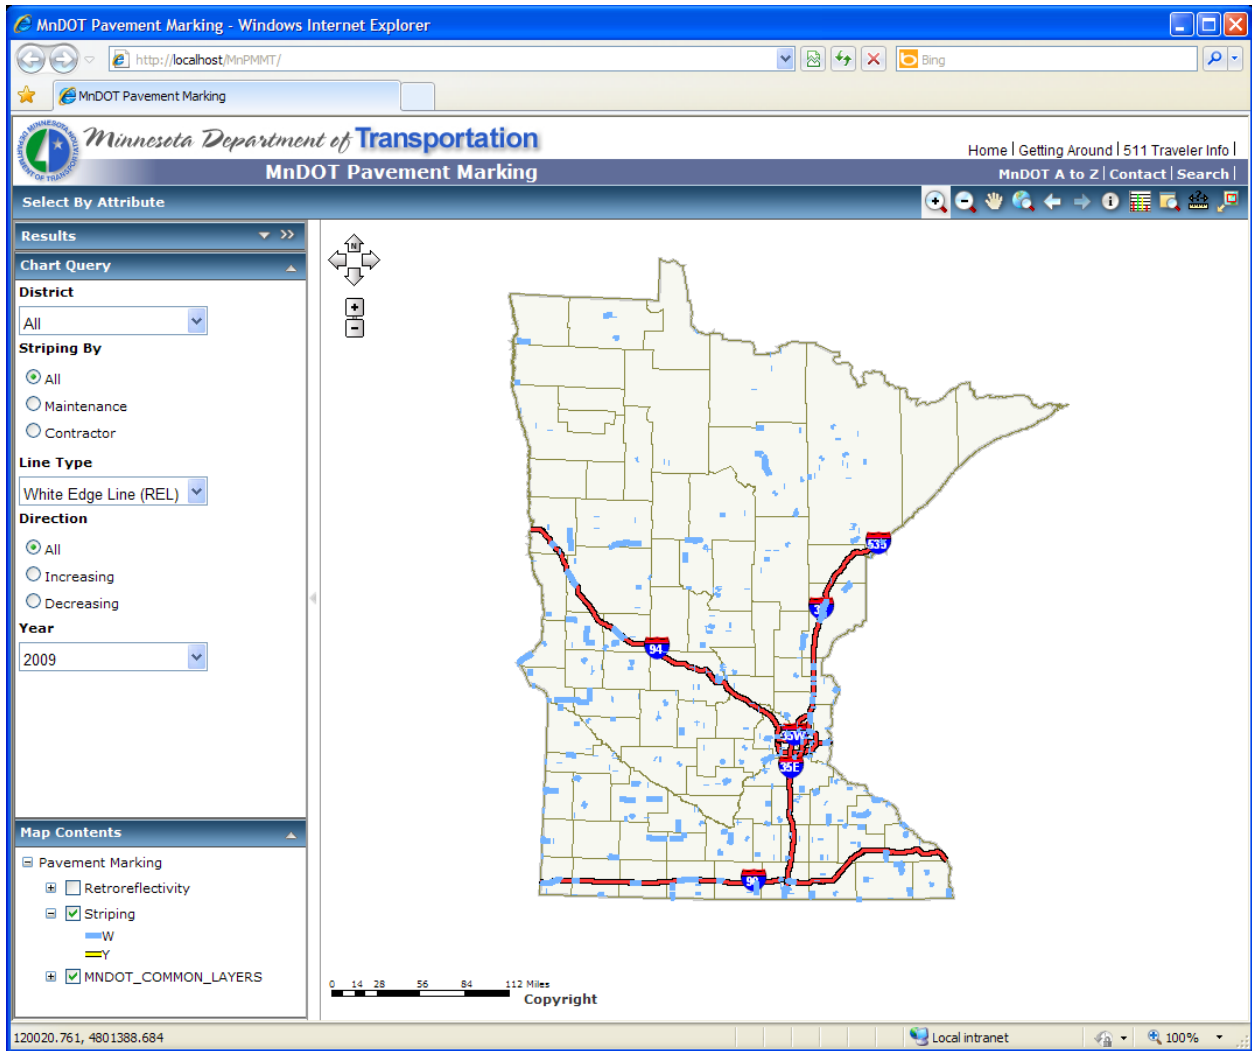 MnDOT Pavement Marking - Windows Internet Explorer
http://localhost/MnPMMT/
Bing
MnDOT Pavement Marking
Minnesota Department of Transportation
Home | Getting Around | 511 Traveler Info |
MnDOT Pavement Marking
MnDOT A to Z | Contact | Search |
Select By Attribute
Results
Chart Query
District
All
Striping By
All
Maintenance
Contractor
Line Type
White Edge Line (REL)
Direction
All
Increasing
Decreasing
Year
2009
Map Contents
Pavement Marking
Retroreflectivity
Striping
W
Y
MNDOT_COMMON_LAYERS
N
535
94
35W
35E
90
0 14 28 56 84 112 Miles
Copyright
120020.761, 4801388.684
Local intranet
100%